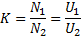 K = N₁/N₂ = U₁/U₂